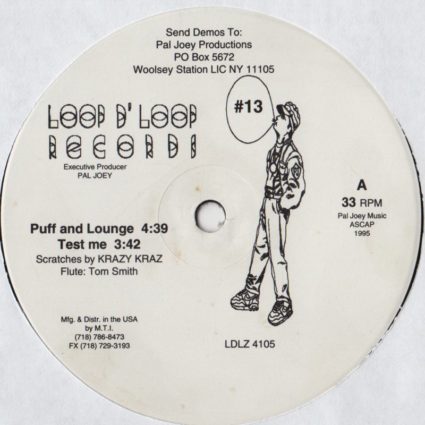 Send Demos To:
Pal Joey Productions
PO Box 5672
Woolsey Station LIC NY 11105
LOOP D' LOOP
RECORDS
Executive Producer
PAL JOEY
#13
A
33 RPM
Pal Joey Music
ASCAP
1995
Puff and Lounge 4:39
Test me 3:42
Scratches by KRAZY KRAZ
Flute: Tom Smith
Mfg. & Distr. in the USA
by M.T.I.
(718) 786-8473
FX (718) 729-3193
LDLZ 4105